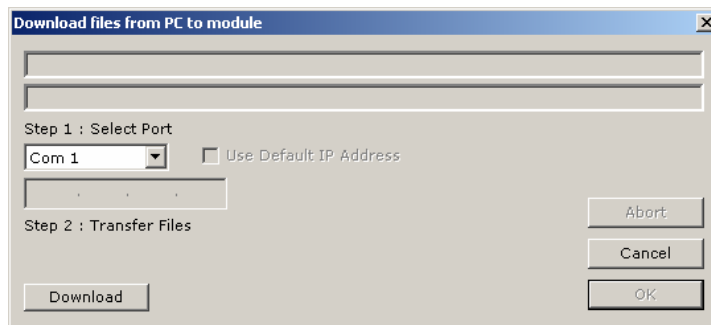 Download files from PC to module
Step 1 : Select Port
Com 1
Use Default IP Address
. . .
Step 2 : Transfer Files
Abort
Cancel
Download
OK